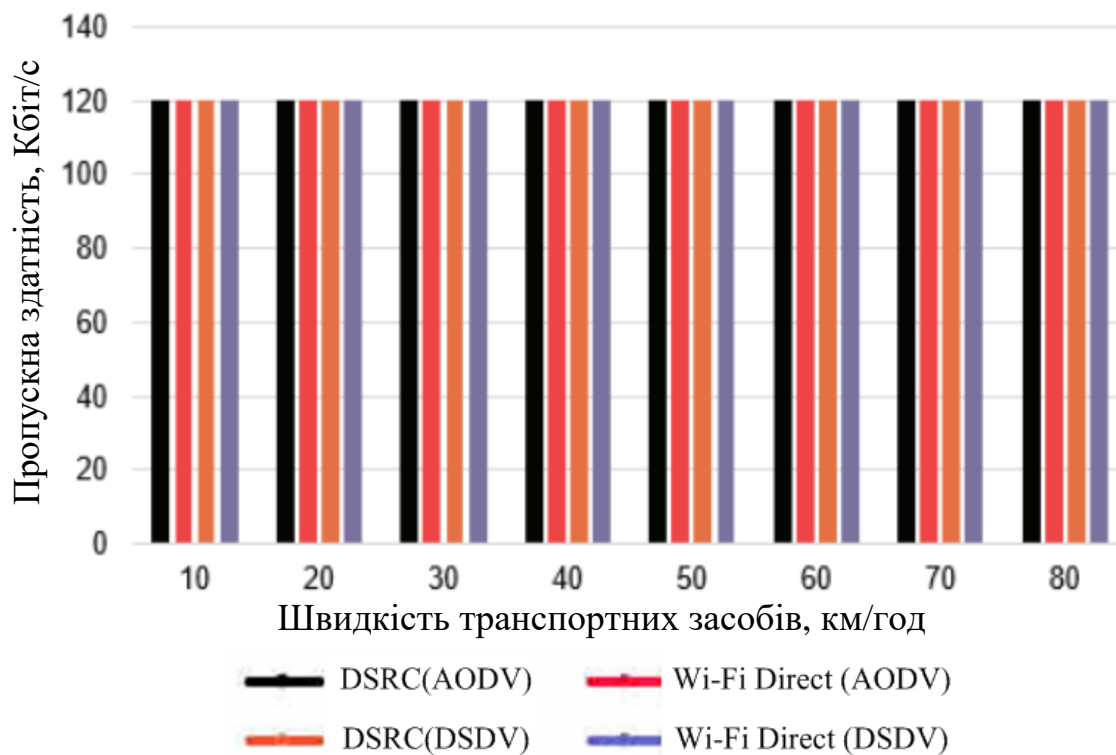 Пропускна здатність, Кбіт/с
140
120
100
80
60
40
20
0
10 20 30 40 50 60 70 80
Швидкість транспортних засобів, км/год
DSRC(AODV) Wi-Fi Direct (AODV)
DSRC(DSDV) Wi-Fi Direct (DSDV)